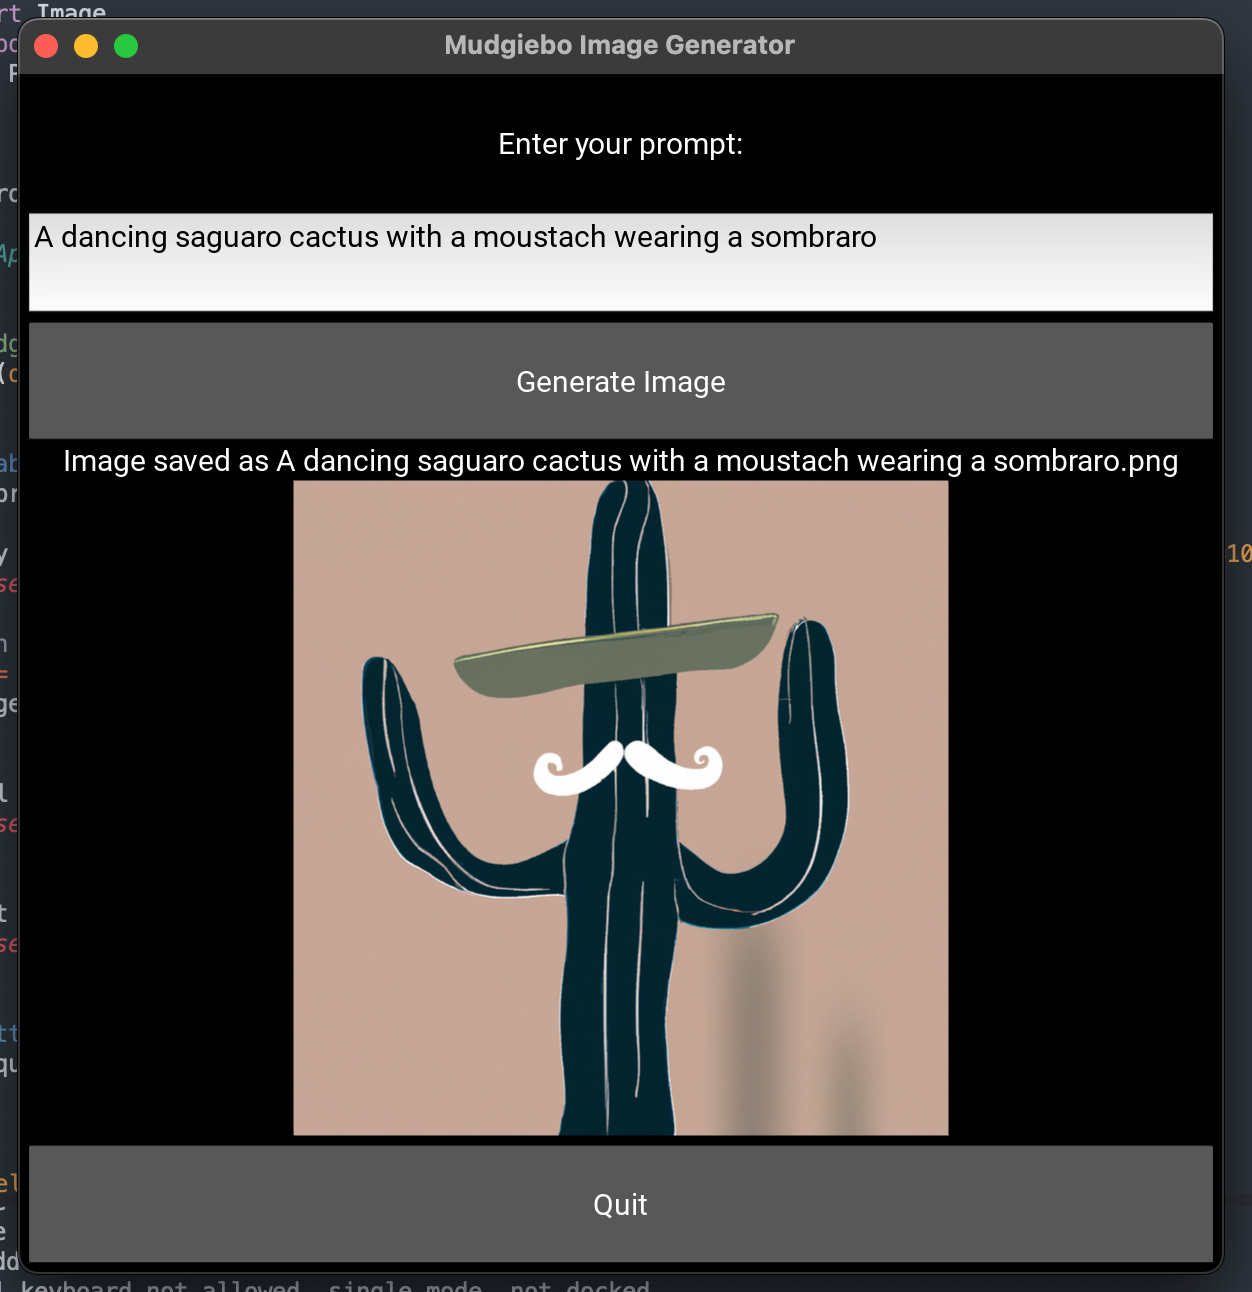 Image
Mudgiebo Image Generator
Enter your prompt:
A dancing saguaro cactus with a moustach wearing a sombraro
Generate Image
Image saved as A dancing saguaro cactus with a moustach wearing a sombraro.png
10
Quit
keyboard not allowed, single mode, not docked